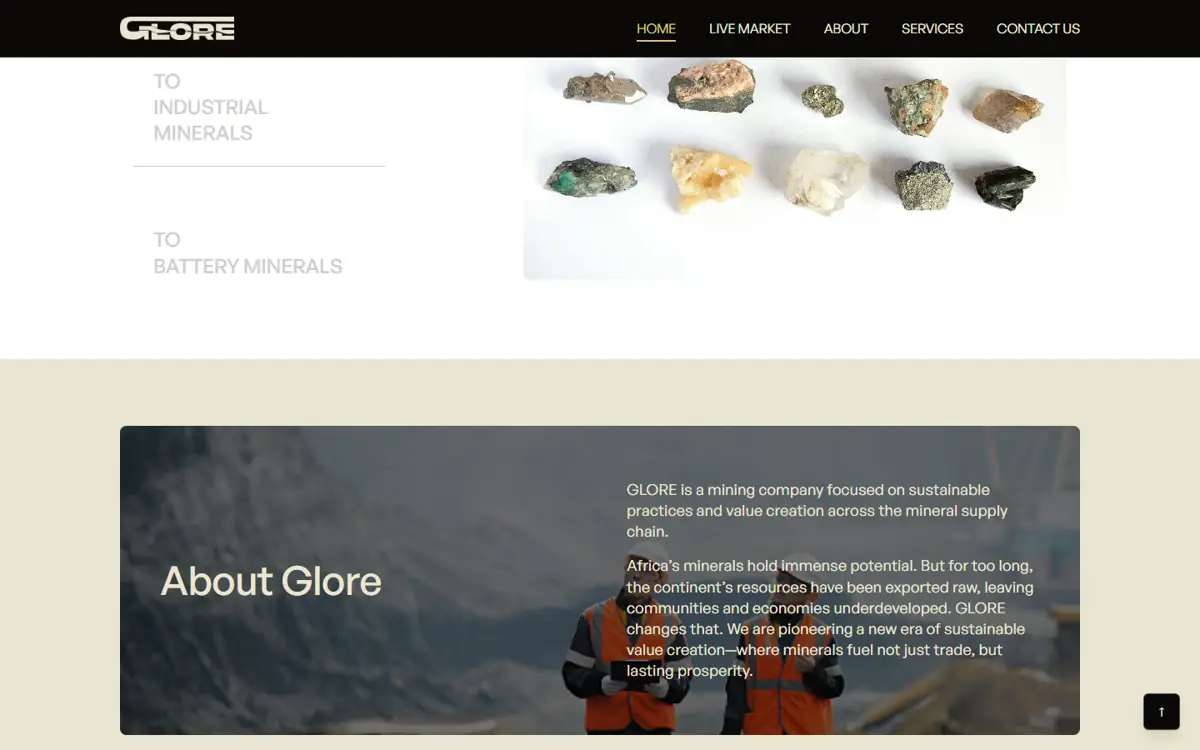 GLORE
HOME
LIVE MARKET
ABOUT
SERVICES
CONTACT US
TO
INDUSTRIAL
MINERALS
TO
BATTERY MINERALS
About Glore
GLORE is a mining company focused on sustainable
practices and value creation across the mineral supply
chain.
Africa’s minerals hold immense potential. But for too long,
the continent’s resources have been exported raw, leaving
communities and economies underdeveloped. GLORE
changes that. We are pioneering a new era of sustainable
value creation—where minerals fuel not just trade, but
lasting prosperity.
↑